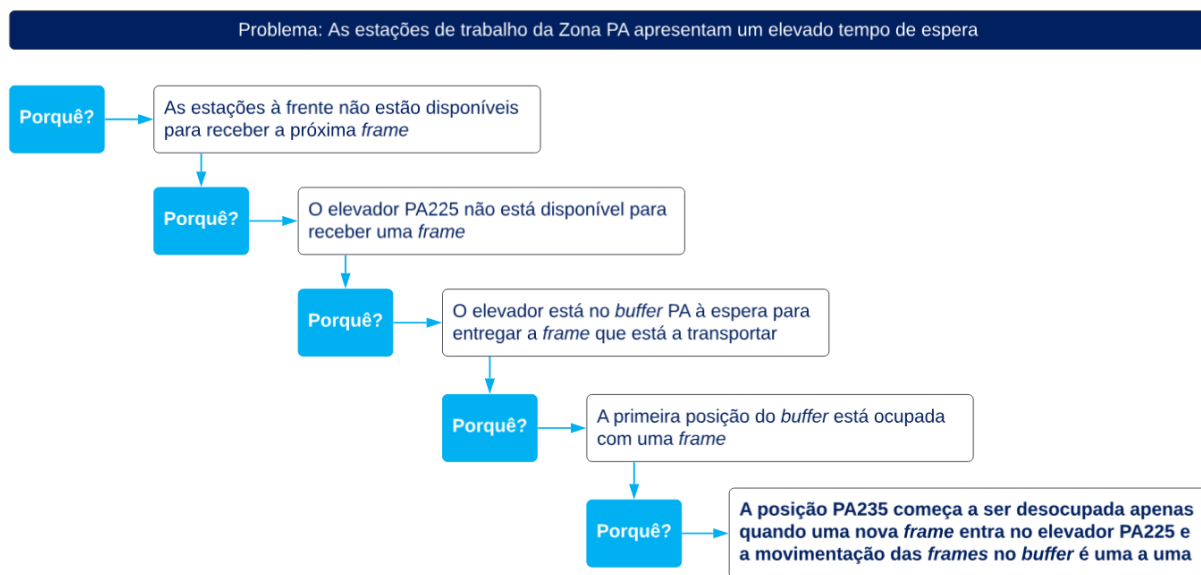 Problema: As estações de trabalho da Zona PA apresentam um elevado tempo de espera
Porquê?
As estações à frente não estão disponíveis
para receber a próxima frame
Porquê?
O elevador PA225 não está disponível para
receber uma frame
Porquê?
O elevador está no buffer PA à espera para
entregar a frame que está a transportar
Porquê?
A primeira posição do buffer está ocupada
com uma frame
Porquê?
A posição PA235 começa a ser desocupada apenas
quando uma nova frame entra no elevador PA225 e
a movimentação das frames no buffer é uma a uma